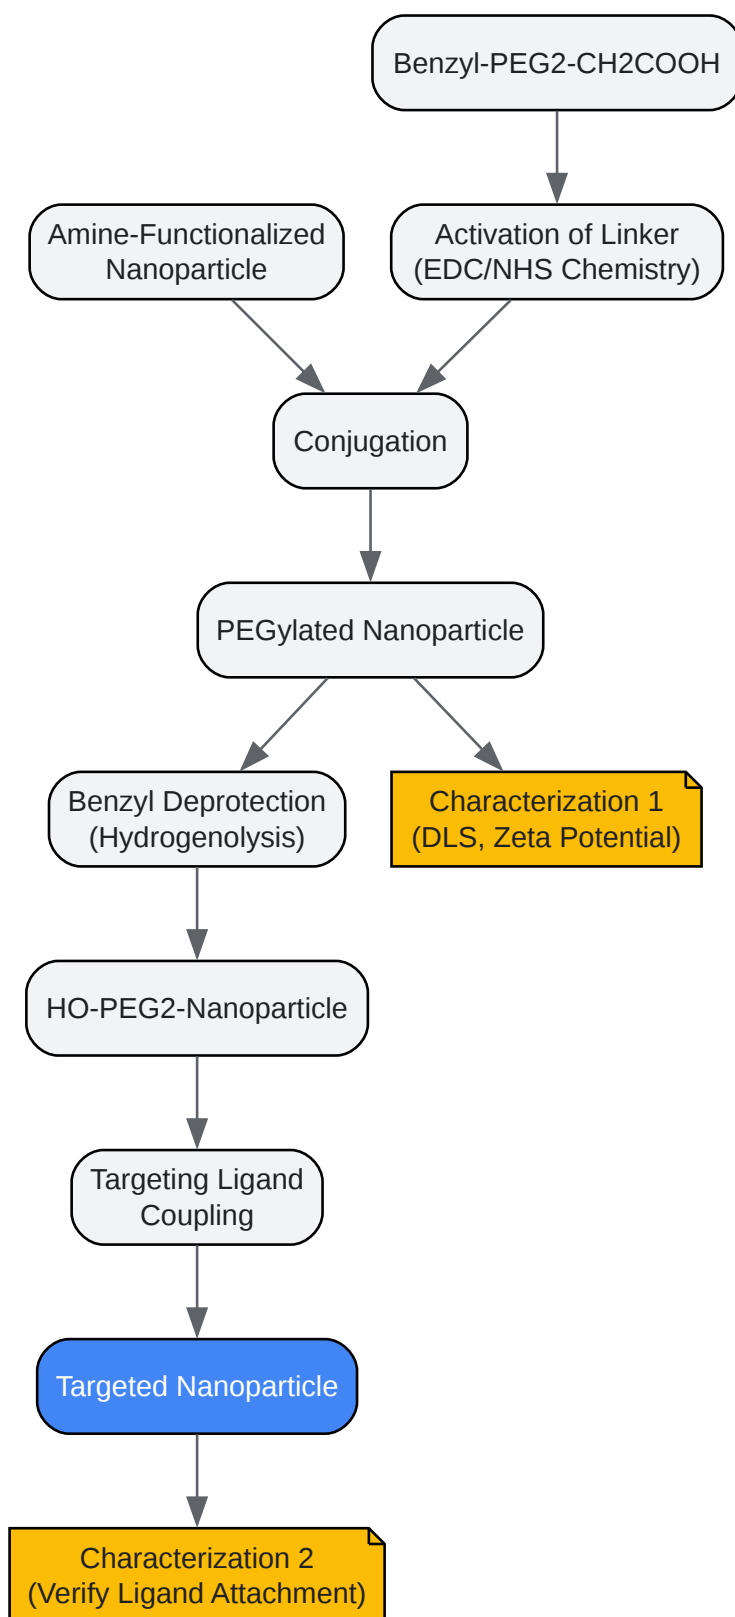 Benzyl-PEG2-CH2COOH
Amine-Functionalized
Nanoparticle
Activation of Linker
(EDC/NHS Chemistry)
Conjugation
PEGylated Nanoparticle
Benzyl Deprotection
(Hydrogenolysis)
Characterization 1
(DLS, Zeta Potential)
HO-PEG2-Nanoparticle
Targeting Ligand
Coupling
Targeted Nanoparticle
Characterization 2
(Verify Ligand Attachment)